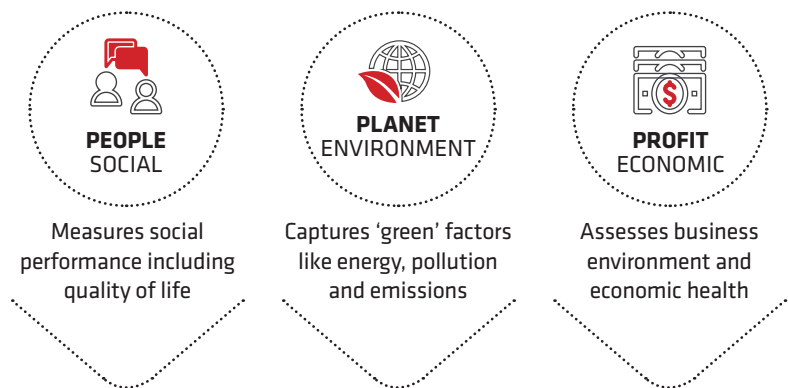 PEOPLE
SOCIAL
Measures social
performance including
quality of life
PLANET
ENVIRONMENT
Captures ‘green’ factors
like energy, pollution
and emissions
$
PROFIT
ECONOMIC
Assesses business
environment and
economic health